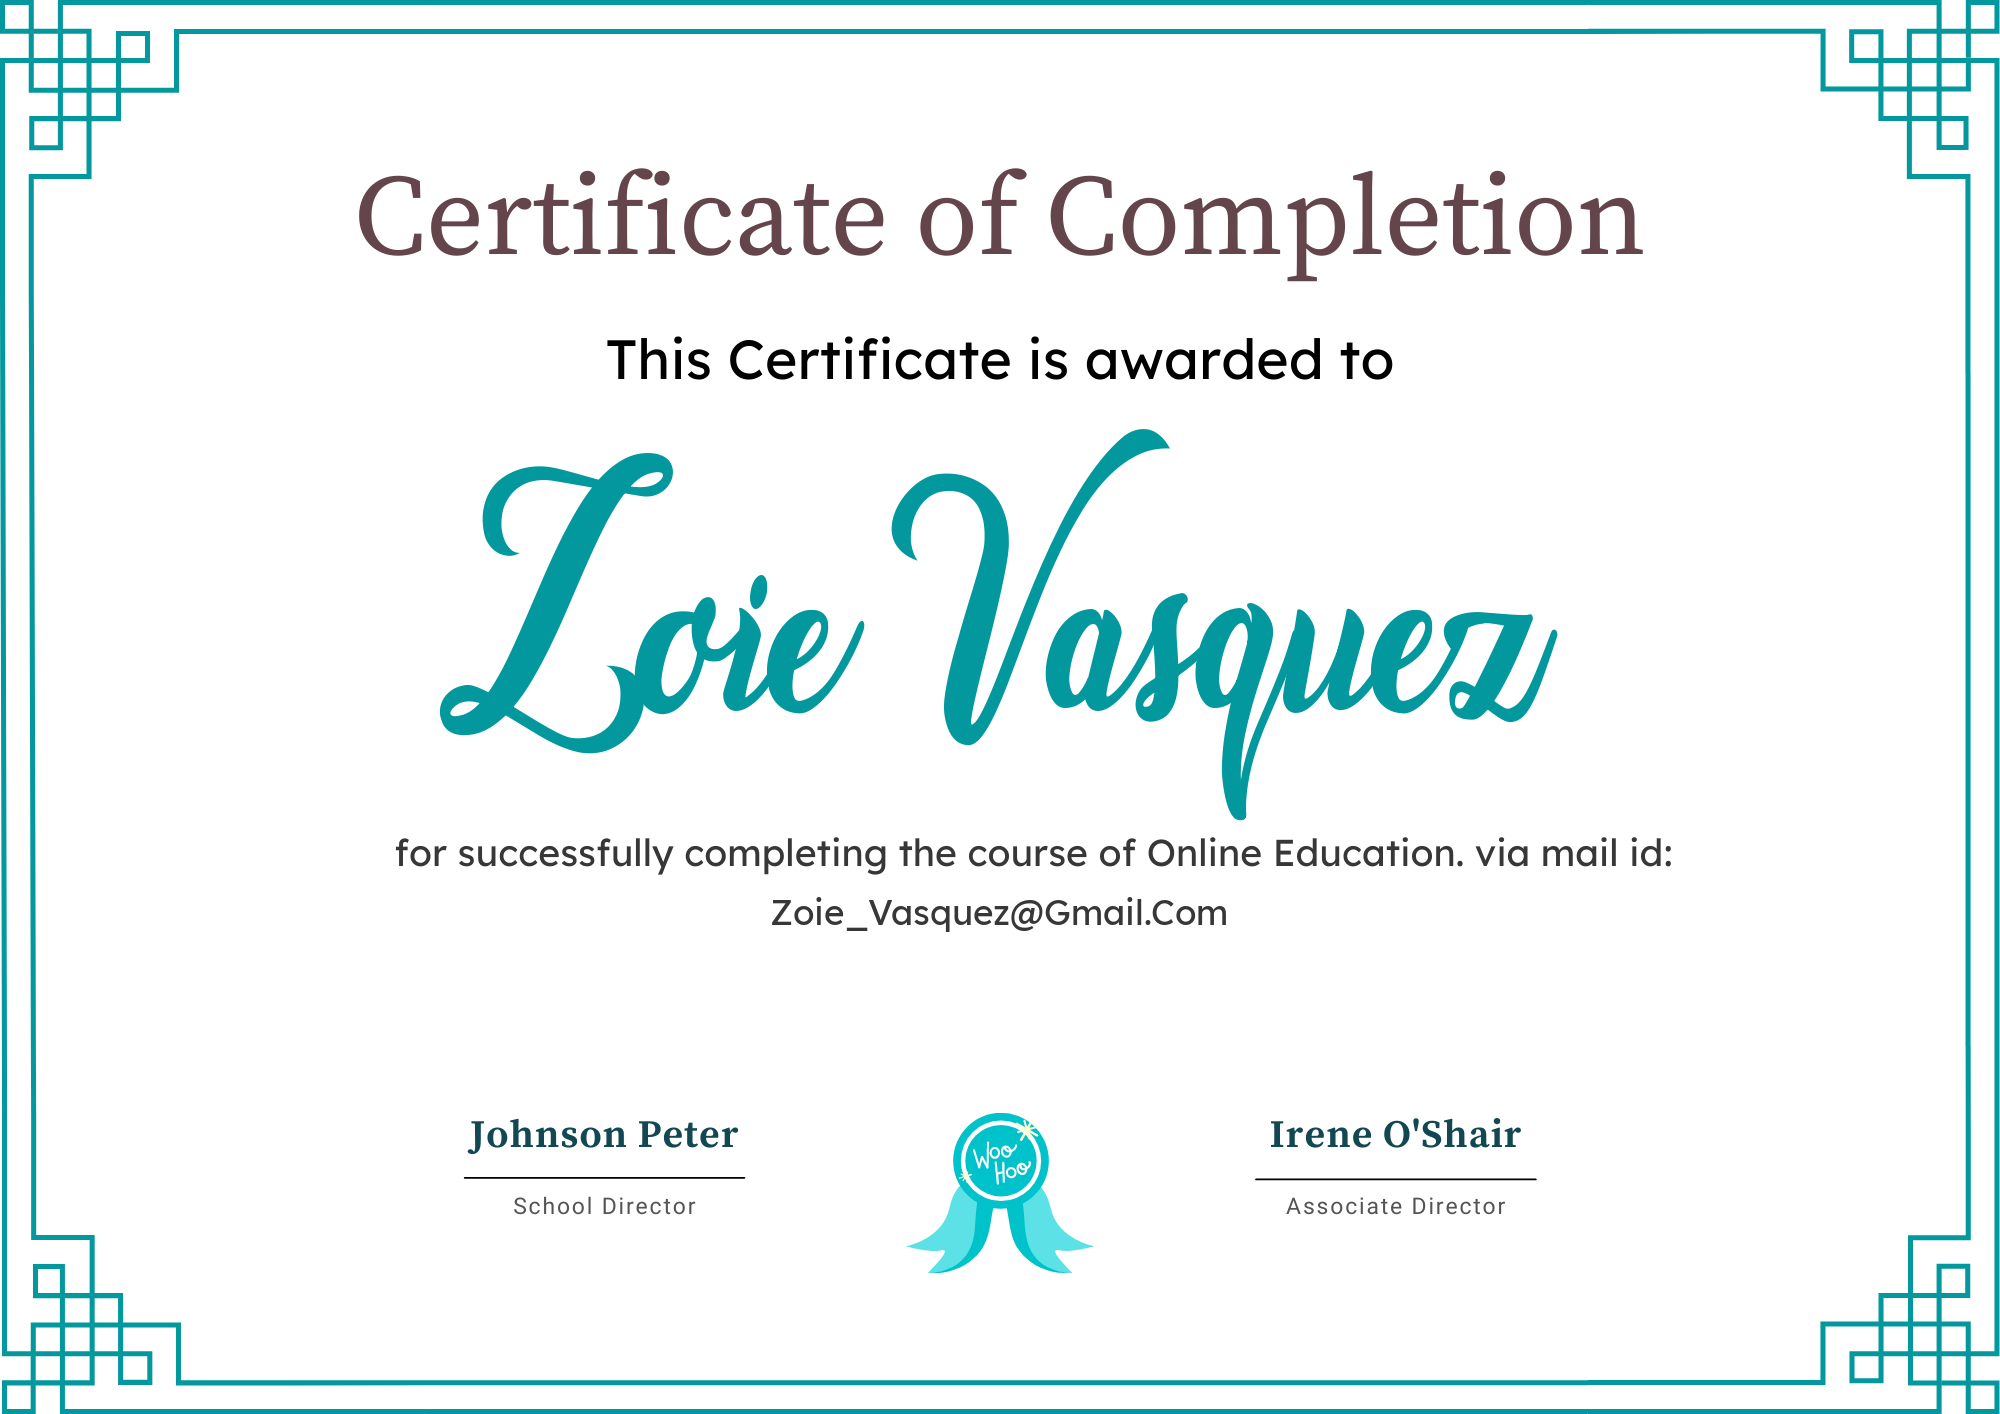 Certificate of Completion
This Certificate is awarded to
Zoie Vasquez
for successfully completing the course of Online Education. via mail id:
Zoie_Vasquez@Gmail.Com
Johnson Peter
School Director
Woo
Hoo
Irene O'Shair
Associate Director